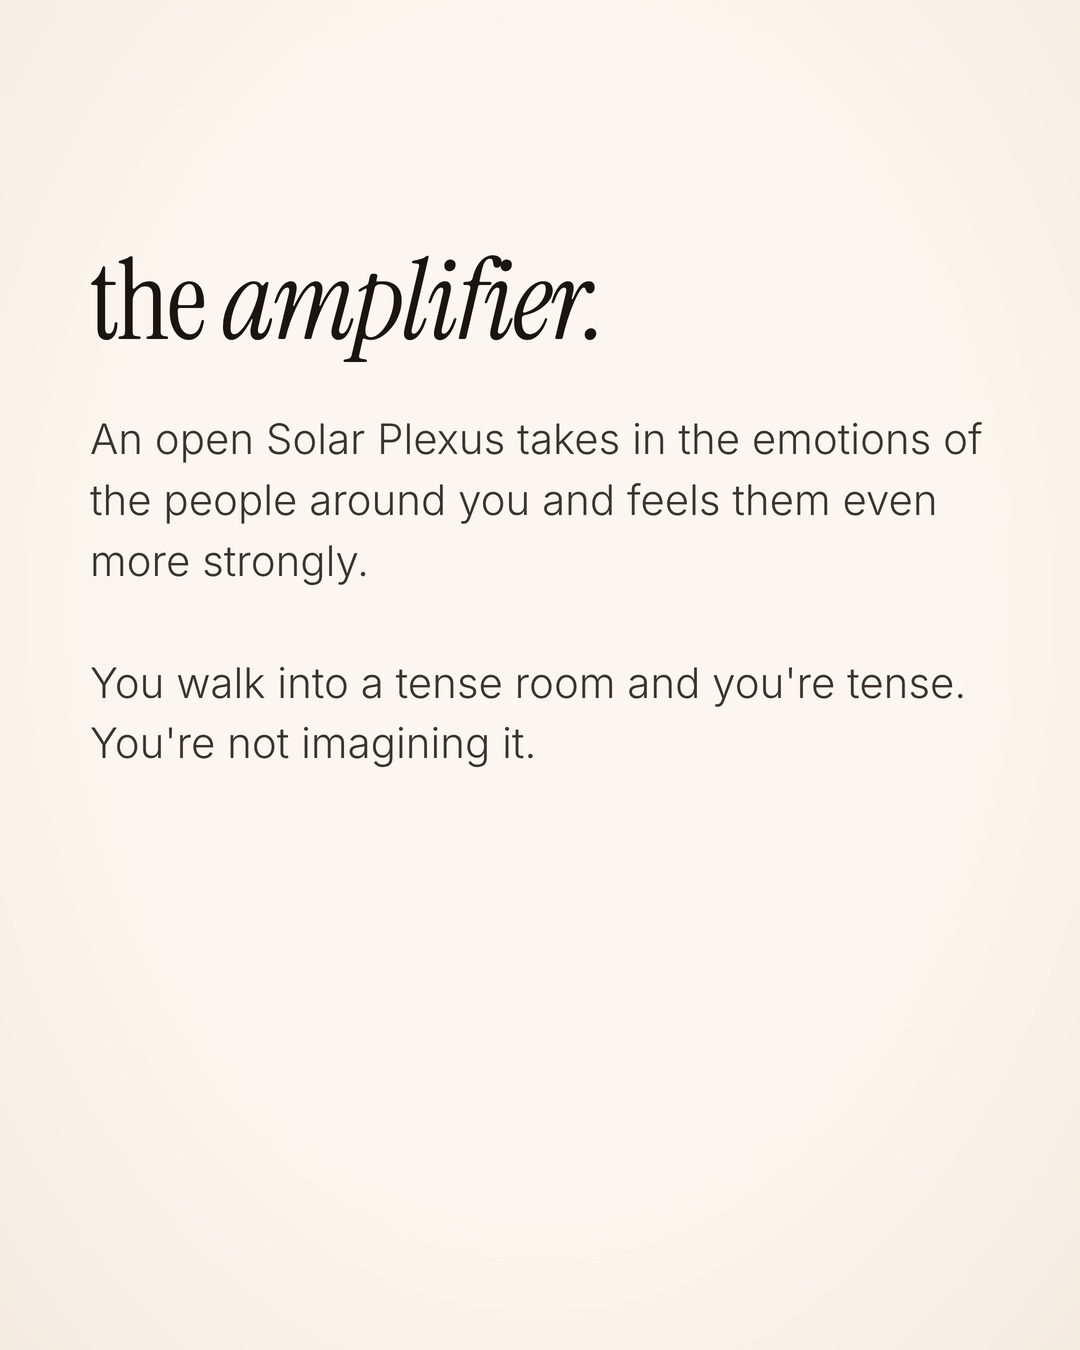 the amplifier.
An open Solar Plexus takes in the emotions of
the people around you and feels them even
more strongly.
You walk into a tense room and you're tense.
You're not imagining it.